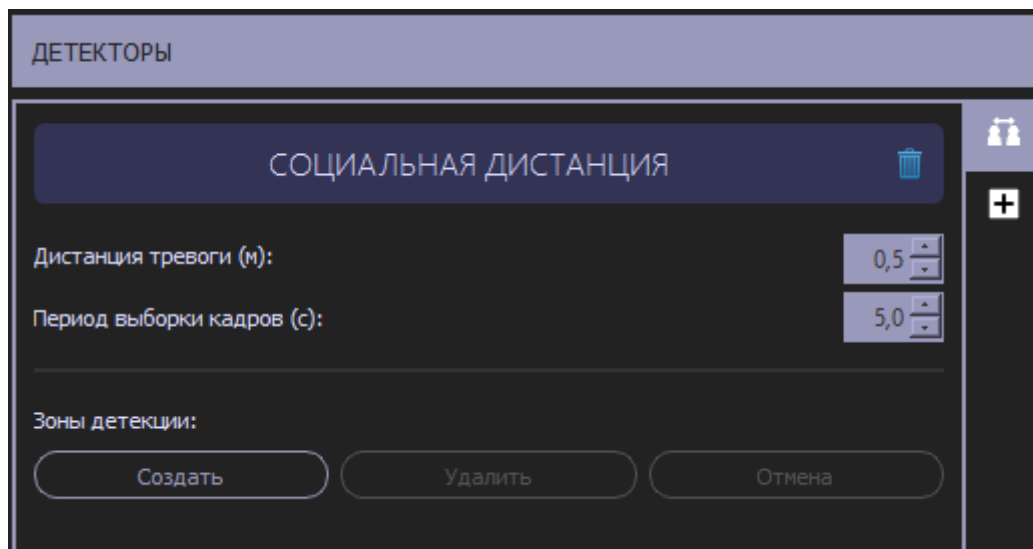 ДЕТЕКТОРЫ
СОЦИАЛЬНАЯ ДИСТАНЦИЯ
Дистанция тревоги (м): 0,5
Период выборки кадров (с): 5,0
Зоны детекции:
Создать Удалить Отмена